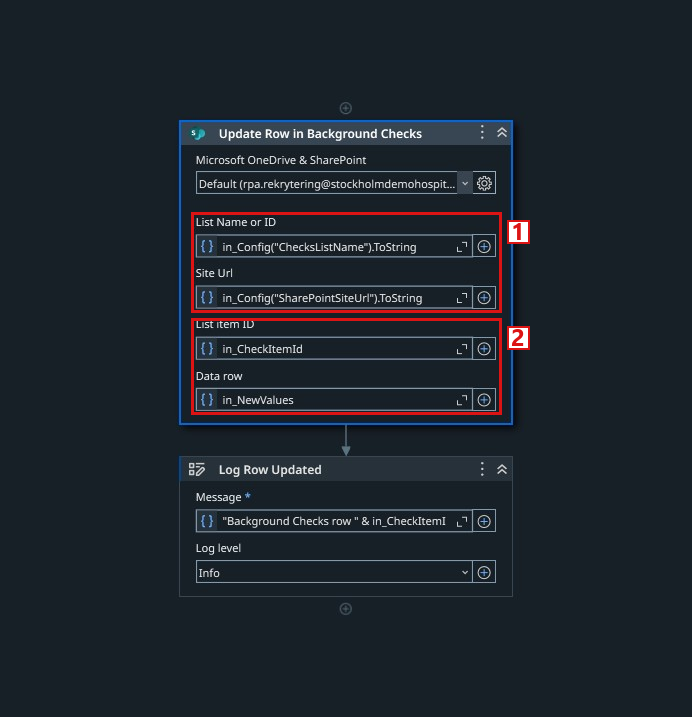 Update Row in Background Checks
Microsoft OneDrive & SharePoint
Default (rpa.rekrytering@stockholmdemohospit...
List Name or ID
1
in_Config("ChecksListName").ToString
Site Url
in_Config("SharePointSiteUrl").ToString
List item ID
2
in_CheckItemId
Data row
in_NewValues
Log Row Updated
Message *
"Background Checks row " & in_CheckItemI
Log level
Info